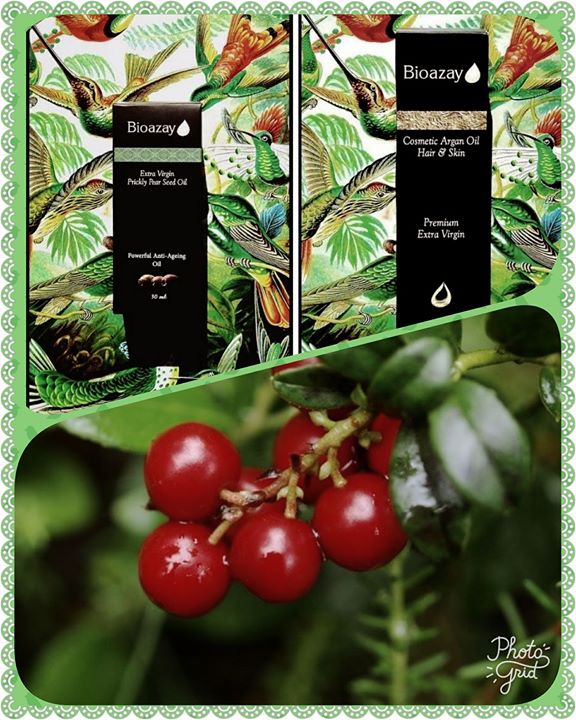 Bioazay
Extra Virgin
Prickly Pear Seed Oil
Powerful Anti-Ageing
Oil
30 ml
Bioazay
Cosmetic Argan Oil
Hair & Skin
Premium
Extra Virgin
Photo
Grid